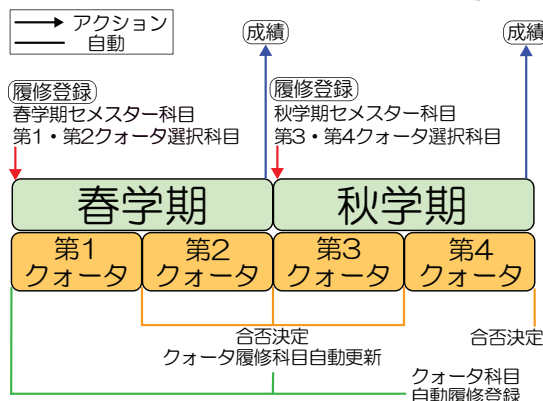 アクション
自動
成績
成績
履修登録
春学期セメスター科目
第1・第2クォータ選択科目
履修登録
秋学期セメスター科目
第3・第4クォータ選択科目
春学期
秋学期
第1
クォータ
第2
クォータ
第3
クォータ
第4
クォータ
合否決定
クォータ履修科目自動更新
合否決定
クォータ科目
自動履修登録